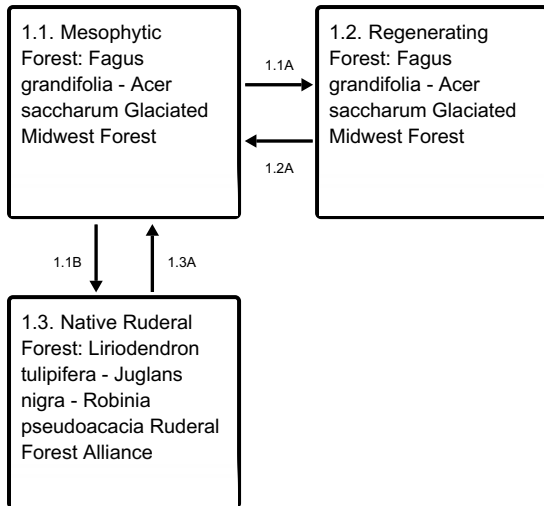 1.1. Mesophytic
Forest: Fagus
grandifolia - Acer
saccharum Glaciated
Midwest Forest
1.1A
1.2. Regenerating
Forest: Fagus
grandifolia - Acer
saccharum Glaciated
Midwest Forest
1.2A
1.1B
1.3A
1.3. Native Ruderal
Forest: Liriodendron
tulipifera - Juglans
nigra - Robinia
pseudoacacia Ruderal
Forest Alliance